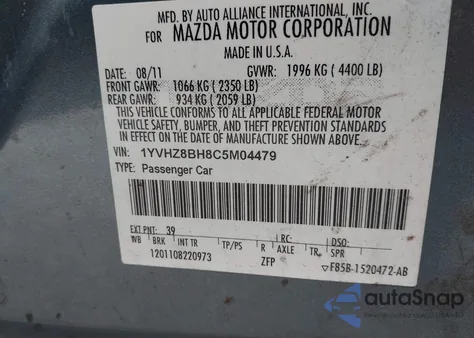 MFD. BY AUTO ALLIANCE INTERNATIONAL, INC.
FOR MAZDA MOTOR CORPORATION
MADE IN U.S.A.
DATE: 08/11 GVWR: 1996 KG ( 4400 LB)
FRONT GAWR: 1066 KG ( 2350 LB)
REAR GAWR: 934 KG ( 2059 LB)
THIS VEHICLE CONFORMS TO ALL APPLICABLE FEDERAL MOTOR
VEHICLE SAFETY, BUMPER, AND THEFT PREVENTION STANDARDS
IN EFFECT ON THE DATE OF MANUFACTURE SHOWN ABOVE.
VIN: 1YVHZ8BH8C5M04479
TYPE: Passenger Car
EXT PNT: 39 RC: DSO:
WB BRK INT TR TP/PS R AXLE TR SPR
1201108220973 ZFP F85B-1520472-AB
autoSnap